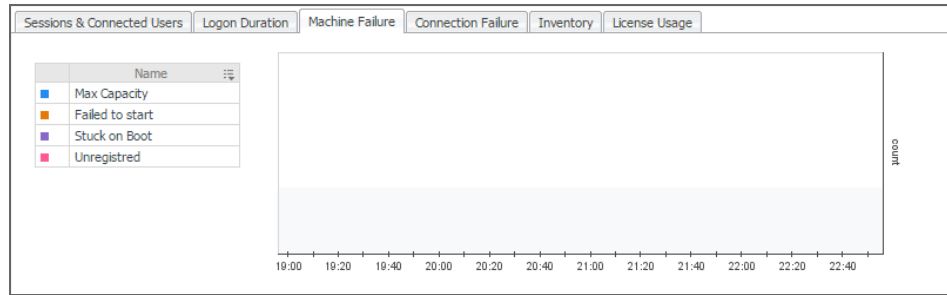 Sessions & Connected Users Logon Duration Machine Failure Connection Failure Inventory License Usage
Name
Max Capacity
Failed to start
Stuck on Boot
Unregistred
count
19:00 19:20 19:40 20:00 20:20 20:40 21:00 21:20 21:40 22:00 22:20 22:40